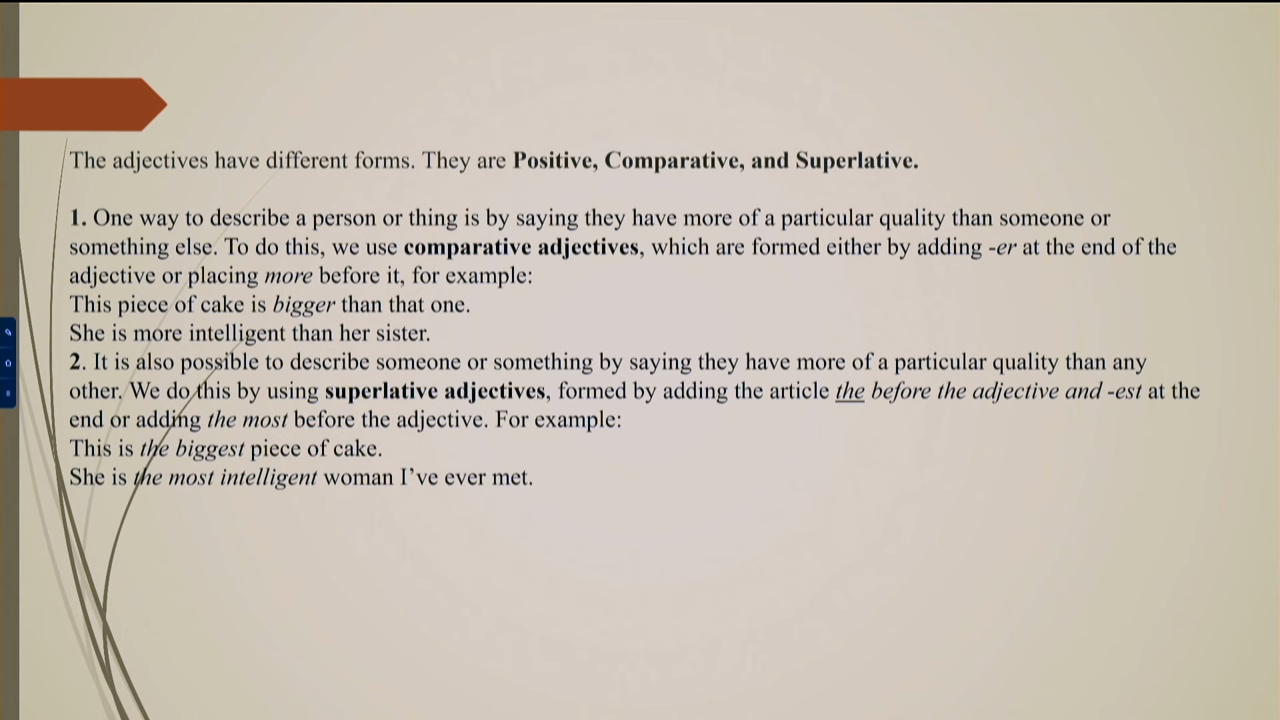 The adjectives have different forms. They are Positive, Comparative, and Superlative.
1. One way to describe a person or thing is by saying they have more of a particular quality than someone or
something else. To do this, we use comparative adjectives, which are formed either by adding -er at the end of the
adjective or placing more before it, for example:
This piece of cake is bigger than that one.
She is more intelligent than her sister.
2. It is also possible to describe someone or something by saying they have more of a particular quality than any
other. We do this by using superlative adjectives, formed by adding the article the before the adjective and -est at the
end or adding the most before the adjective. For example:
This is the biggest piece of cake.
She is the most intelligent woman I’ve ever met.